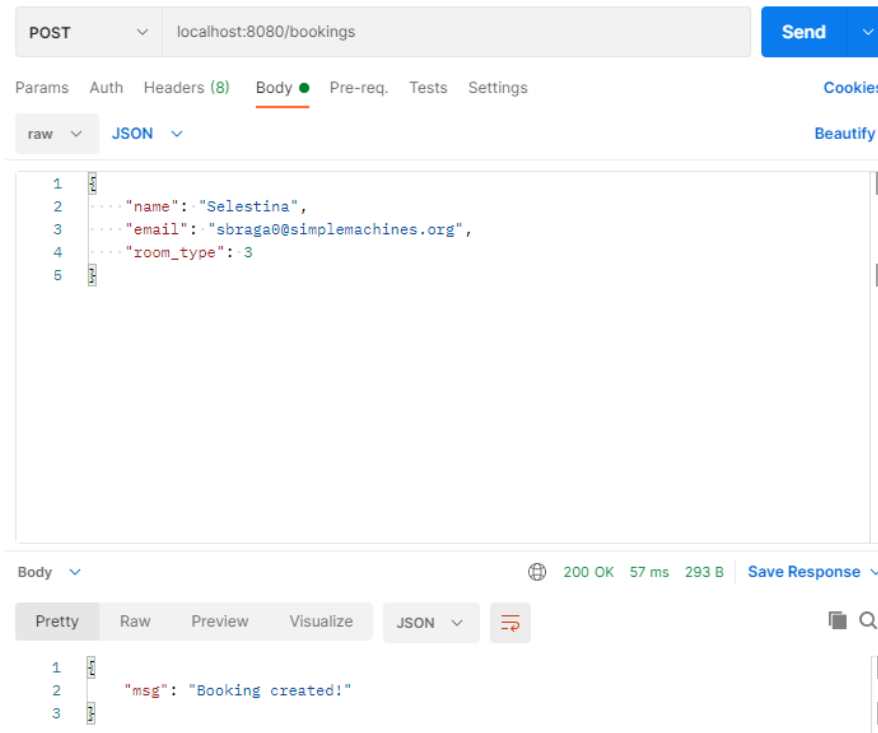 POST localhost:8080/bookings Send
Params Auth Headers (8) Body Pre-req. Tests Settings Cookies
raw JSON Beautify
1 {
2 "name": "Selestina",
3 "email": "sbraga0@simplemachines.org",
4 "room_type": 3
5 }
Body 200 OK 57 ms 293 B Save Response
Pretty Raw Preview Visualize JSON
1 {
2 "msg": "Booking created!"
3 }